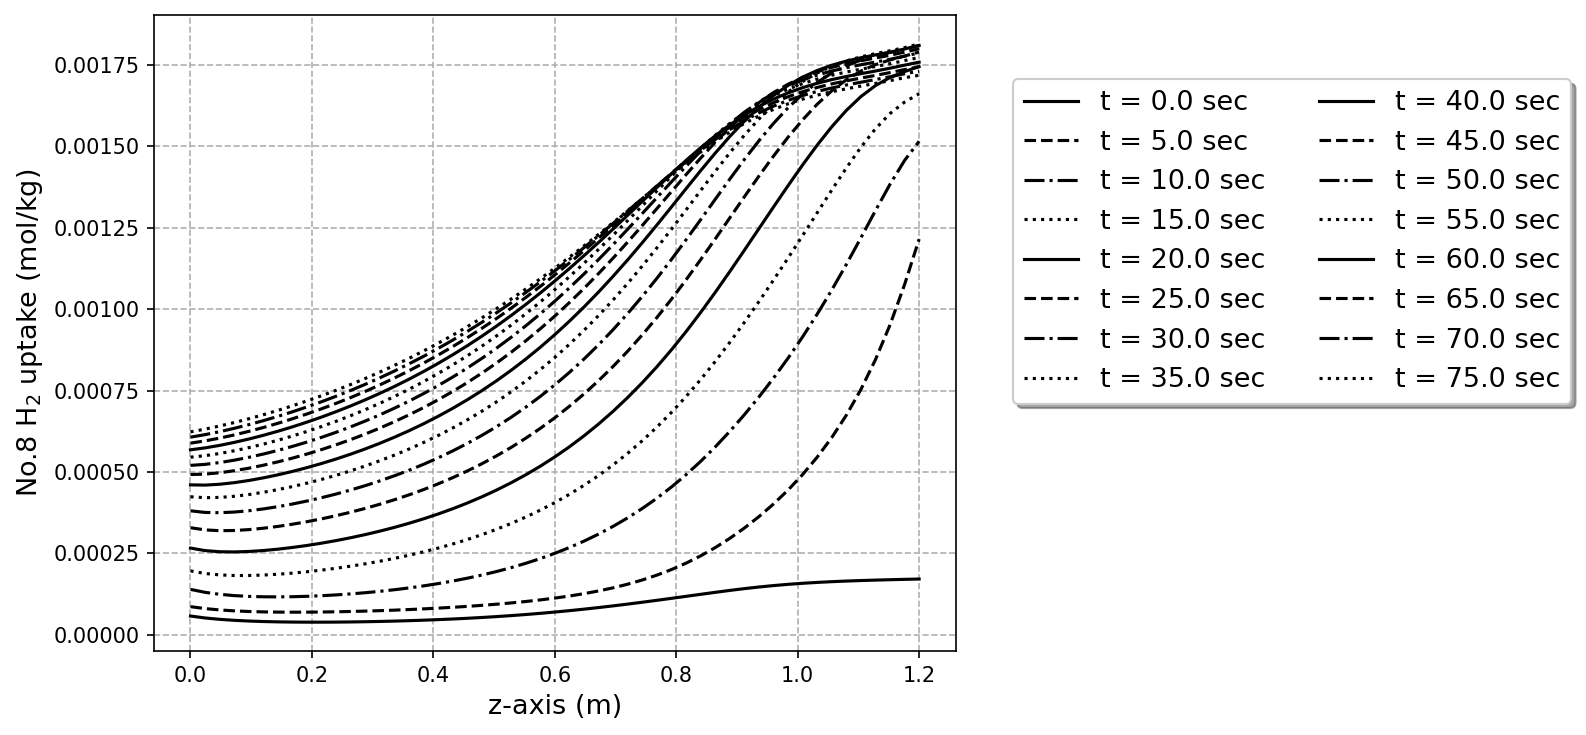 0.00175
0.00150
0.00125
0.00100
0.00075
0.00050
0.00025
0.00000
No.8 H₂ uptake (mol/kg)
0.0 0.2 0.4 0.6 0.8 1.0 1.2
z-axis (m)
t = 0.0 sec
t = 5.0 sec
t = 10.0 sec
t = 15.0 sec
t = 20.0 sec
t = 25.0 sec
t = 30.0 sec
t = 35.0 sec
t = 40.0 sec
t = 45.0 sec
t = 50.0 sec
t = 55.0 sec
t = 60.0 sec
t = 65.0 sec
t = 70.0 sec
t = 75.0 sec